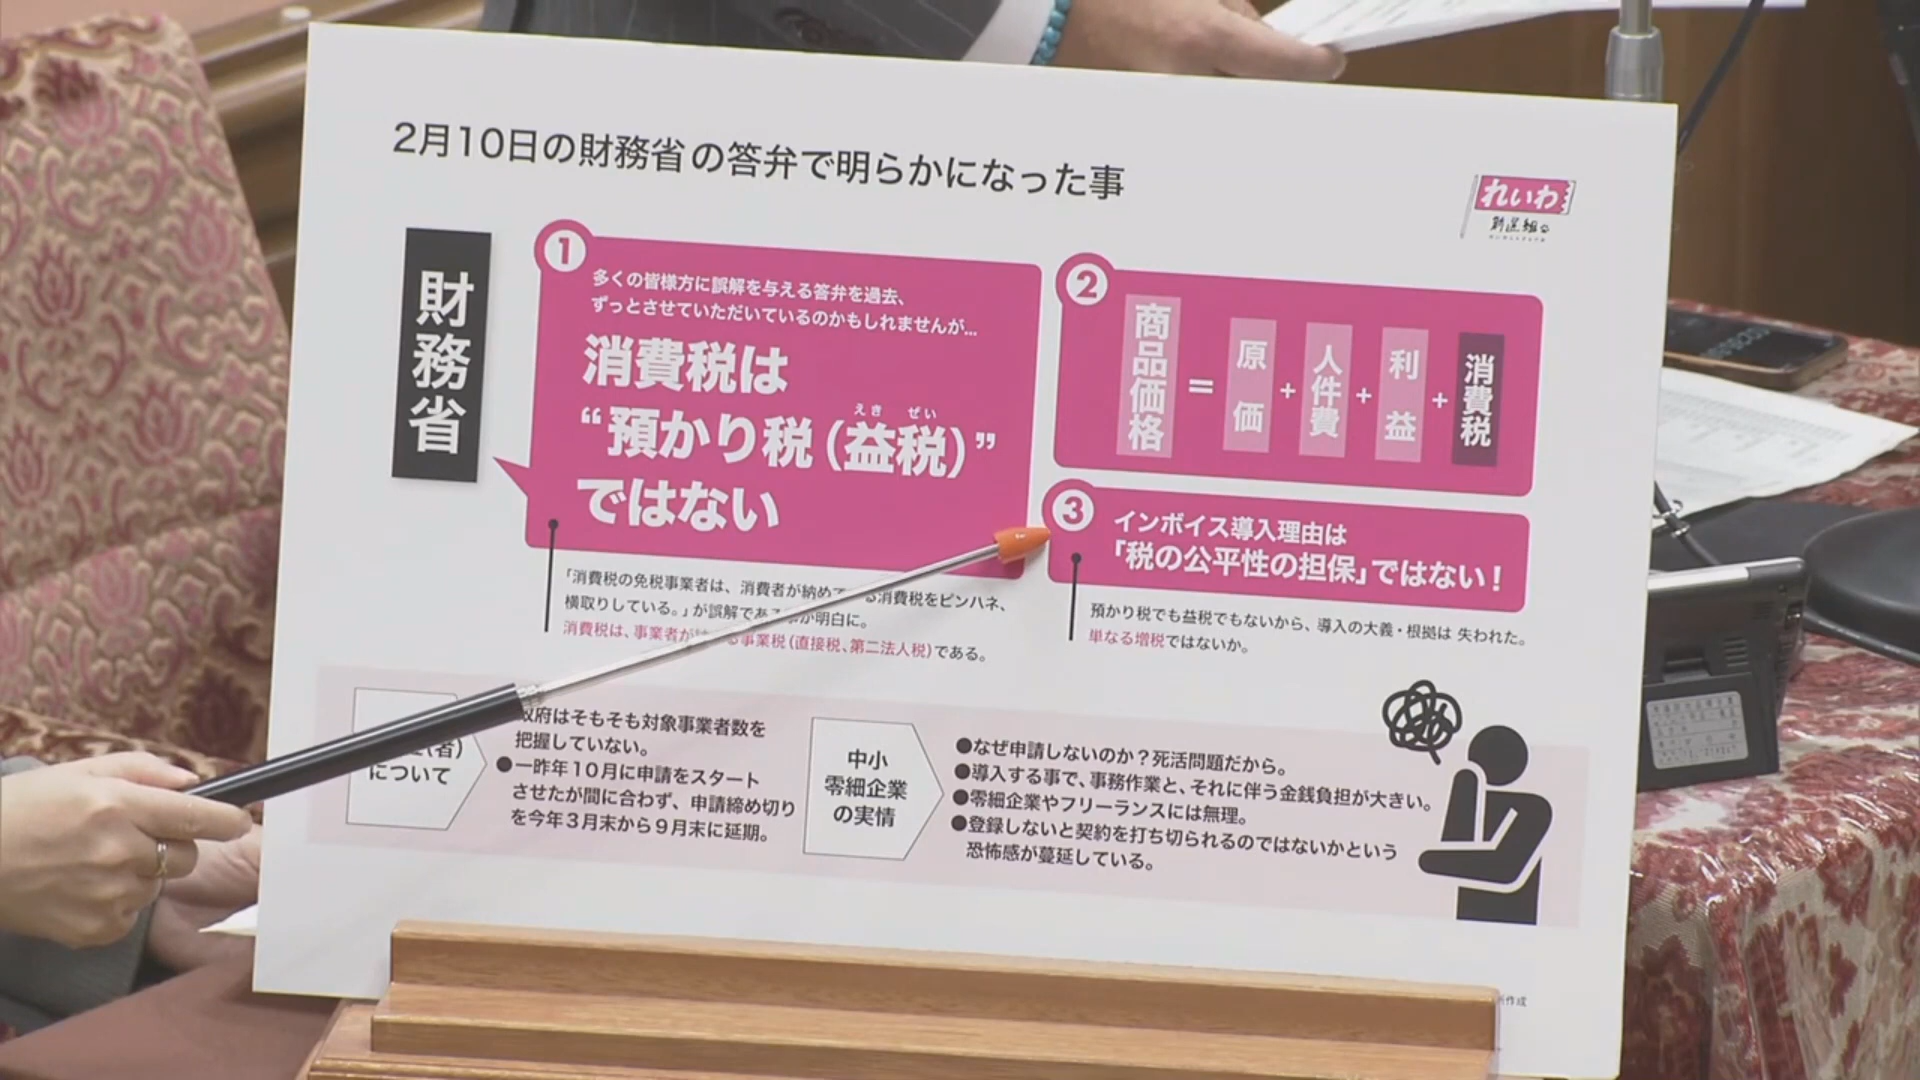 2月10日の財務省の答弁で明らかになった事
れいわ
新選組
財務省
1
多くの皆様方に誤解を与える答弁を過去、
ずっとさせていただいているのかもしれませんが…
消費税は
えき ぜい
“預かり税(益税)”
ではない
「消費税の免税事業者は、消費者が納めて る消費税をピンハネ、
横取りしている。」が誤解であ が明白に。
消費税は、事業者が る事業税(直接税、第二法人税)である。
2
商品価格 = 原価 + 人件費 + 利益 + 消費税
3
インボイス導入理由は
「税の公平性の担保」ではない!
預かり税でも益税でもないから、導入の大義・根拠は 失われた。
単なる増税ではないか。
(者)
について
政府はそもそも対象事業者数を
把握していない。
●一昨年10月に申請をスタート
させたが間に合わず、申請締め切り
を今年3月末から9月末に延期。
中小
零細企業
の実情
●なぜ申請しないのか?死活問題だから。
●導入する事で、事務作業と、それに伴う金銭負担が大きい。
●零細企業やフリーランスには無理。
●登録しないと契約を打ち切られるのではないかという
恐怖感が蔓延している。
作成